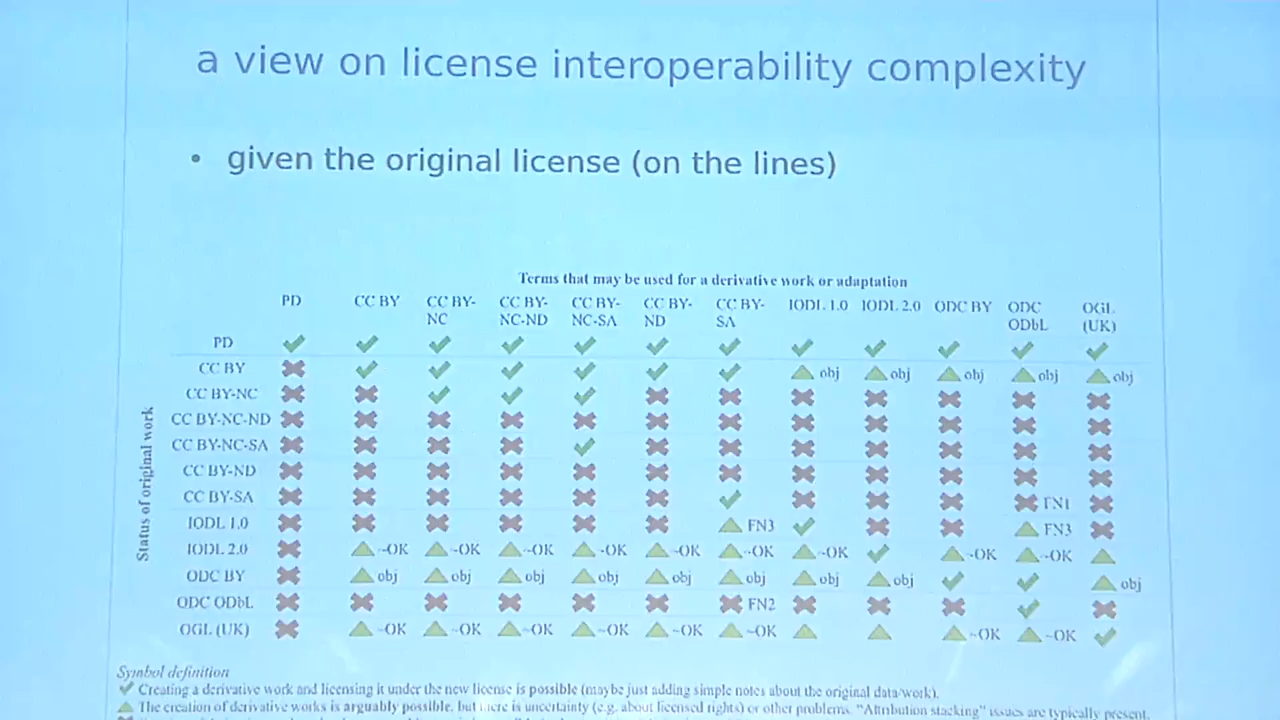 a view on license interoperability complexity
• given the original license (on the lines)
Terms that may be used for a derivative work or adaptation
PD CC BY CC BY-NC CC BY-NC-ND CC BY-NC-SA CC BY-ND CC BY-SA IODL 1.0 IODL 2.0 ODC BY ODC ODbL OGL (UK)
Status of original work
PD
CC BY obj obj obj obj obj
CC BY-NC
CC BY-NC-ND
CC BY-NC-SA
CC BY-ND
CC BY-SA FN1
IODL 1.0 FN3 FN3
IODL 2.0 ~OK ~OK ~OK ~OK ~OK ~OK ~OK ~OK ~OK
ODC BY obj obj obj obj obj obj obj obj obj
ODC ODbL FN2
OGL (UK) ~OK ~OK ~OK ~OK ~OK ~OK ~OK ~OK
Symbol definition
Creating a derivative work and licensing it under the new license is possible (maybe just adding simple notes about the original data/work).
The creation of derivative works is arguably possible, but there is uncertainty (e.g. about licensed rights) or other problems. "Attribution stacking" issues are typically present.